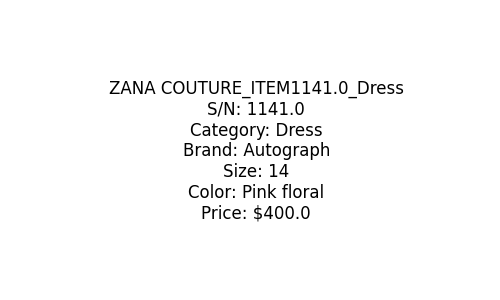 ZANA COUTURE_ITEM1141.0_Dress
S/N: 1141.0
Category: Dress
Brand: Autograph
Size: 14
Color: Pink floral
Price: $400.0